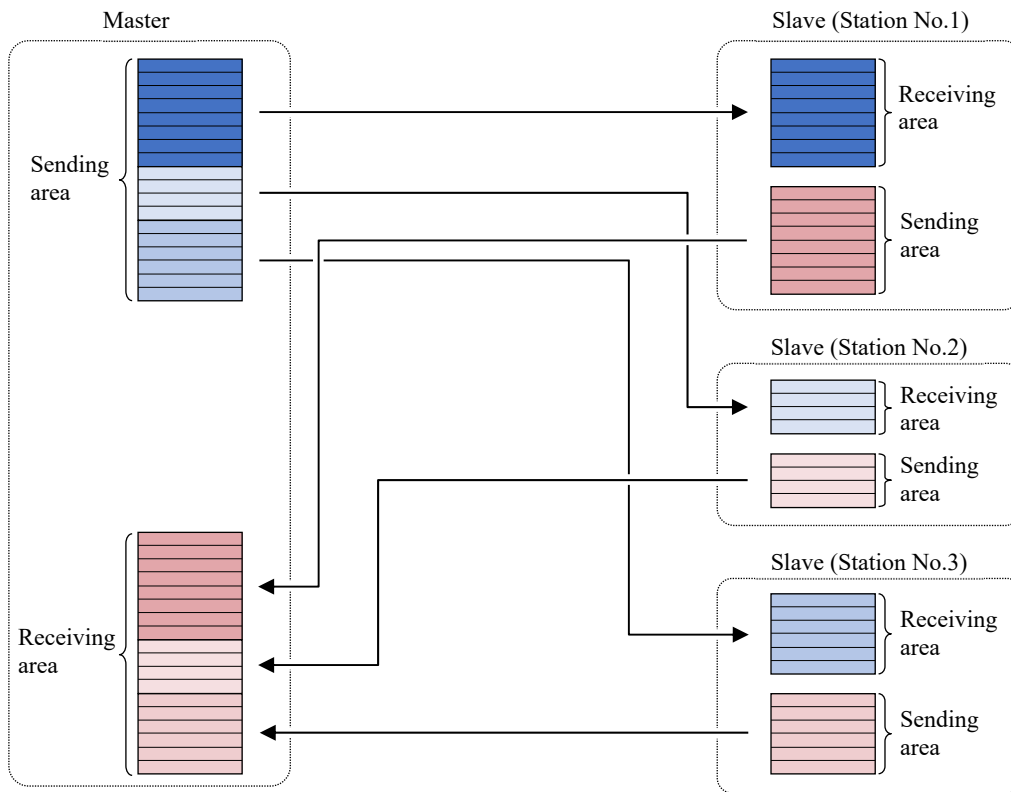 Master
Sending
area
Receiving
area
Slave (Station No.1)
Receiving
area
Sending
area
Slave (Station No.2)
Receiving
area
Sending
area
Slave (Station No.3)
Receiving
area
Sending
area